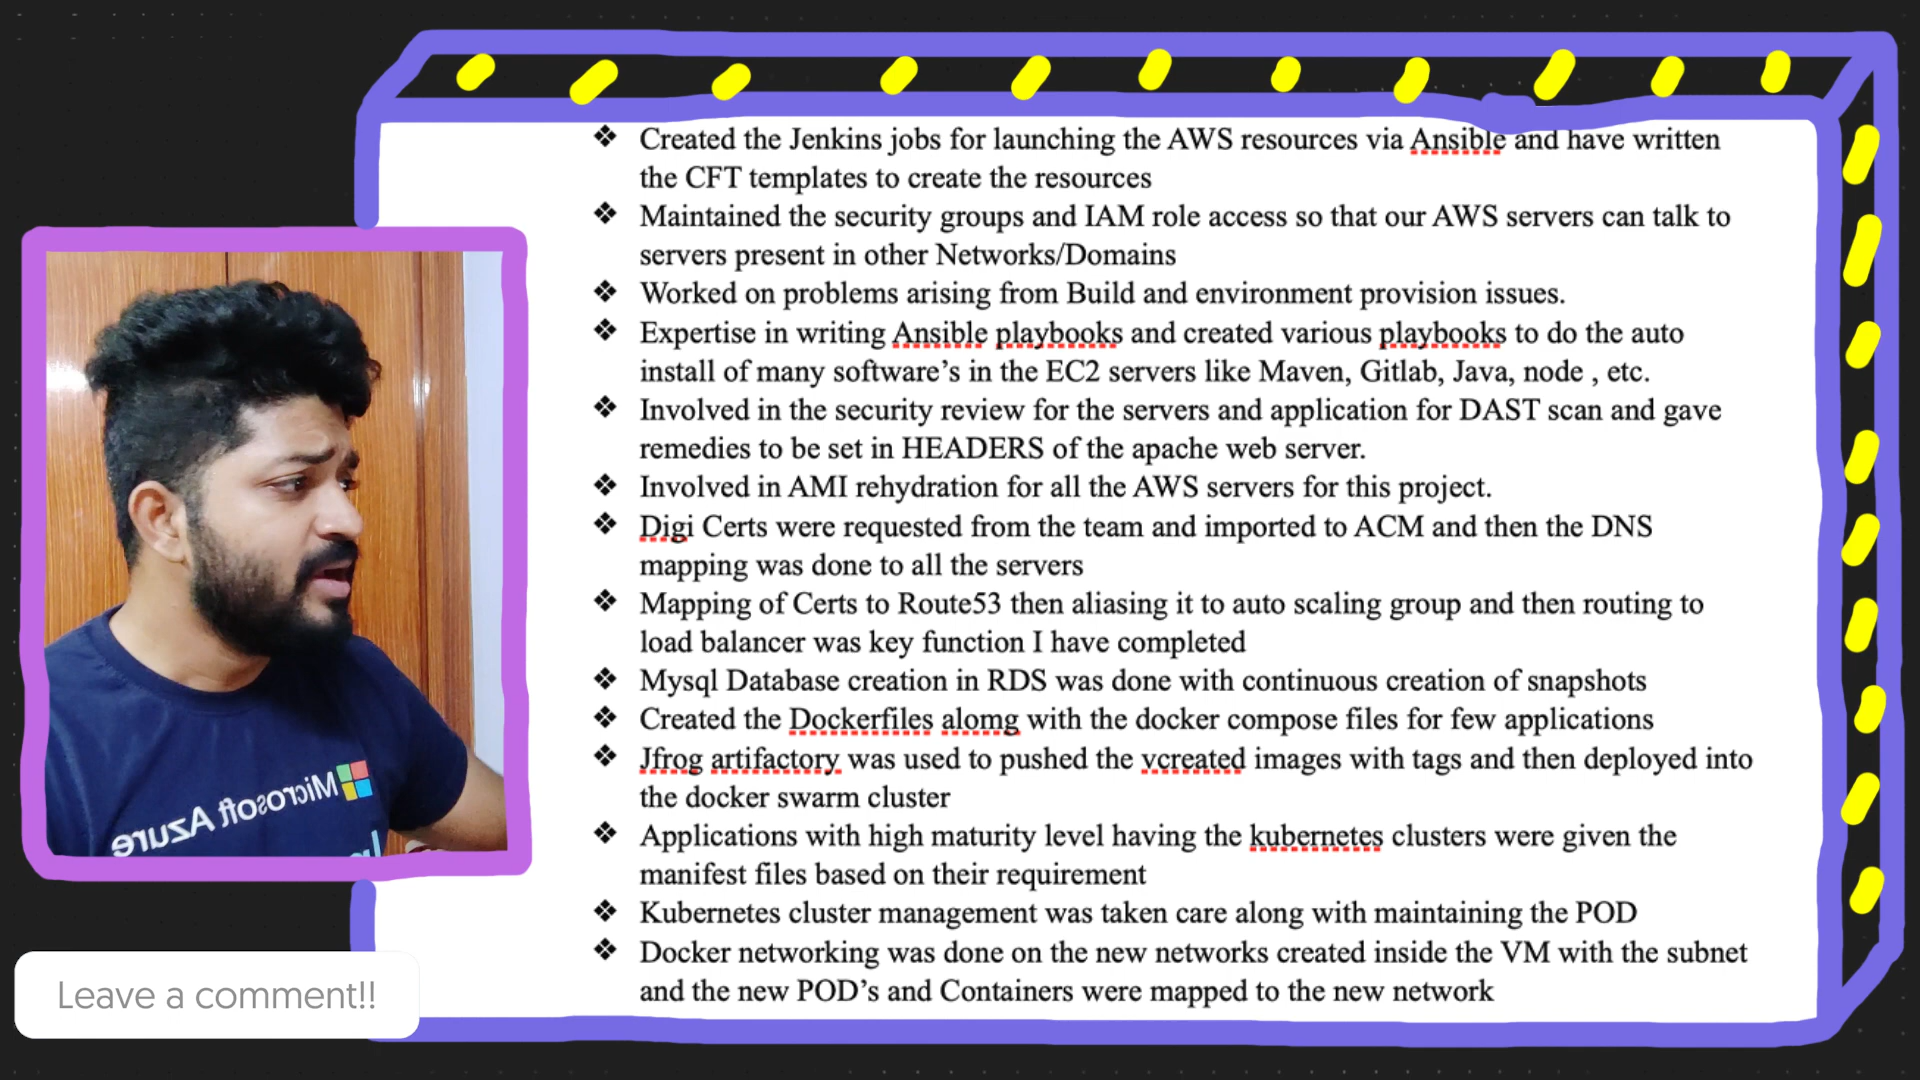 ❖ Created the Jenkins jobs for launching the AWS resources via Ansible and have written
the CFT templates to create the resources
❖ Maintained the security groups and IAM role access so that our AWS servers can talk to
servers present in other Networks/Domains
❖ Worked on problems arising from Build and environment provision issues.
❖ Expertise in writing Ansible playbooks and created various playbooks to do the auto
install of many software’s in the EC2 servers like Maven, Gitlab, Java, node , etc.
❖ Involved in the security review for the servers and application for DAST scan and gave
remedies to be set in HEADERS of the apache web server.
❖ Involved in AMI rehydration for all the AWS servers for this project.
❖ Digi Certs were requested from the team and imported to ACM and then the DNS
mapping was done to all the servers
❖ Mapping of Certs to Route53 then aliasing it to auto scaling group and then routing to
load balancer was key function I have completed
❖ Mysql Database creation in RDS was done with continuous creation of snapshots
❖ Created the Dockerfiles alomg with the docker compose files for few applications
❖ Jfrog artifactory was used to pushed the vcreated images with tags and then deployed into
the docker swarm cluster
❖ Applications with high maturity level having the kubernetes clusters were given the
manifest files based on their requirement
❖ Kubernetes cluster management was taken care along with maintaining the POD
❖ Docker networking was done on the new networks created inside the VM with the subnet
and the new POD’s and Containers were mapped to the new network
Microsoft Azure
Leave a comment!!